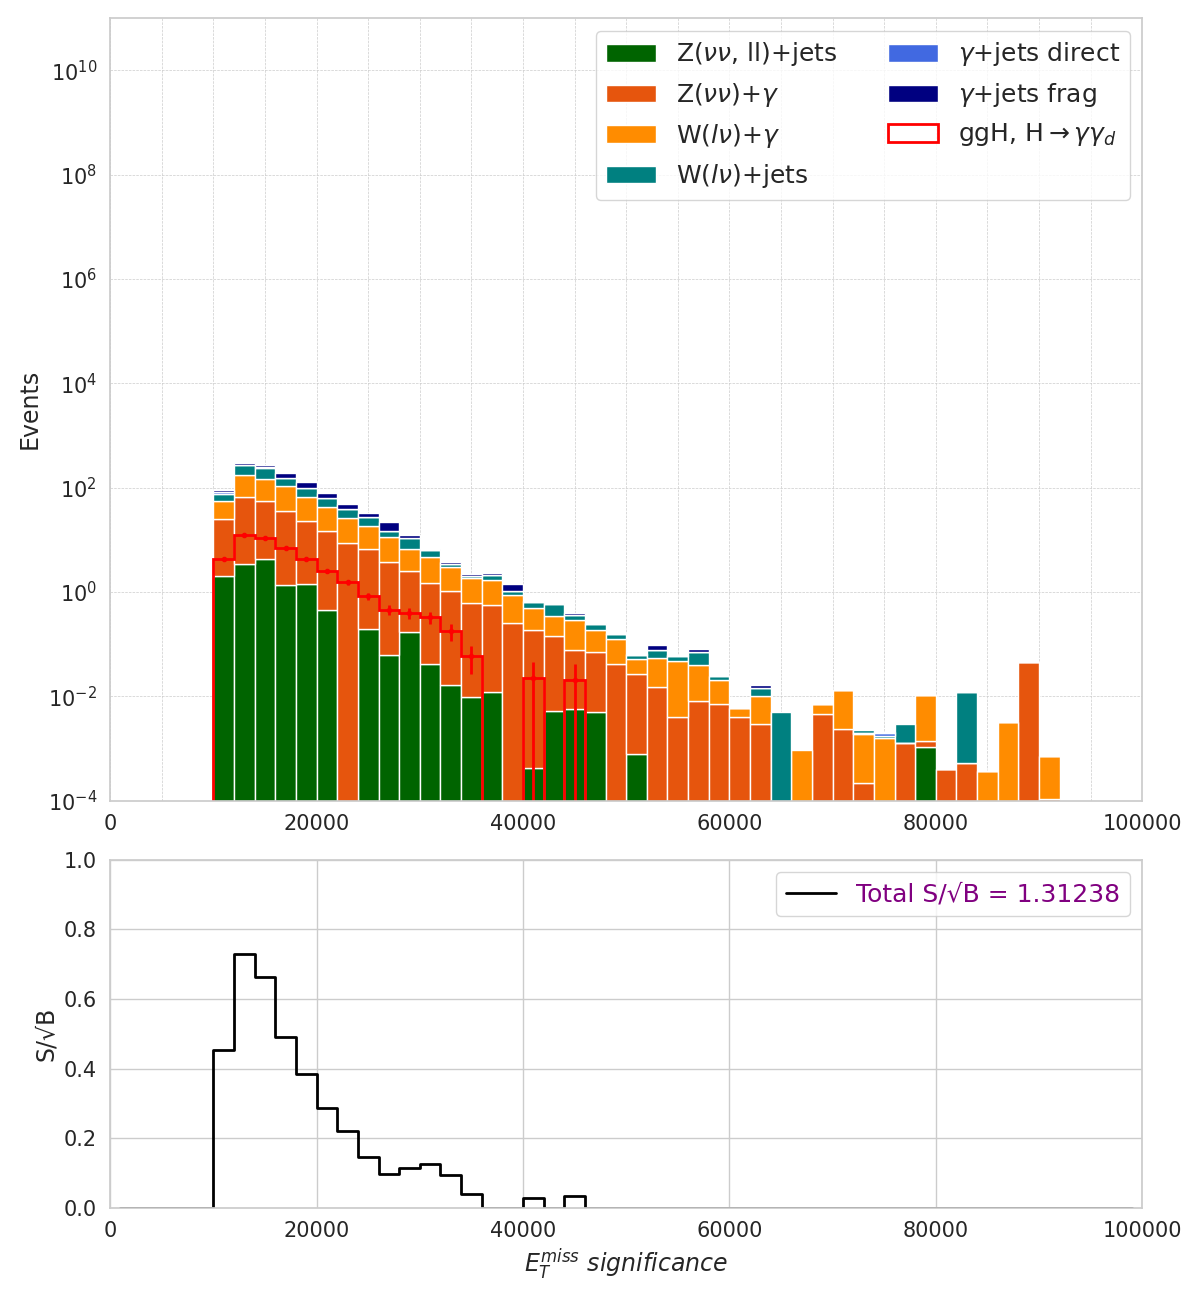 Z(νν, ll)+jets
Z(νν)+γ
W(lν)+γ
W(lν)+jets
γ+jets direct
γ+jets frag
ggH, H→γγ_d
Events
10^10
10^8
10^6
10^4
10^2
10^0
10^−2
10^−4
0 20000 40000 60000 80000 100000
Total S/√B = 1.31238
S/√B
1.0
0.8
0.6
0.4
0.2
0.0
0 20000 40000 60000 80000 100000
E_T^miss significance